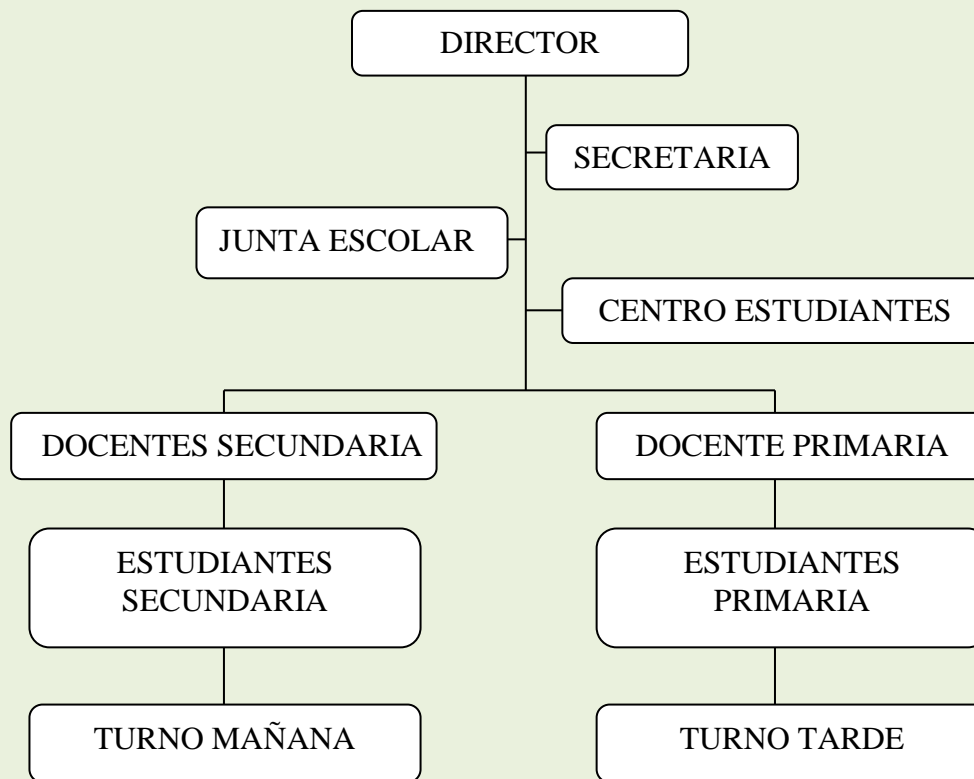 DIRECTOR
SECRETARIA
JUNTA ESCOLAR
CENTRO ESTUDIANTES
DOCENTES SECUNDARIA
DOCENTE PRIMARIA
ESTUDIANTES
SECUNDARIA
ESTUDIANTES
PRIMARIA
TURNO MAÑANA
TURNO TARDE